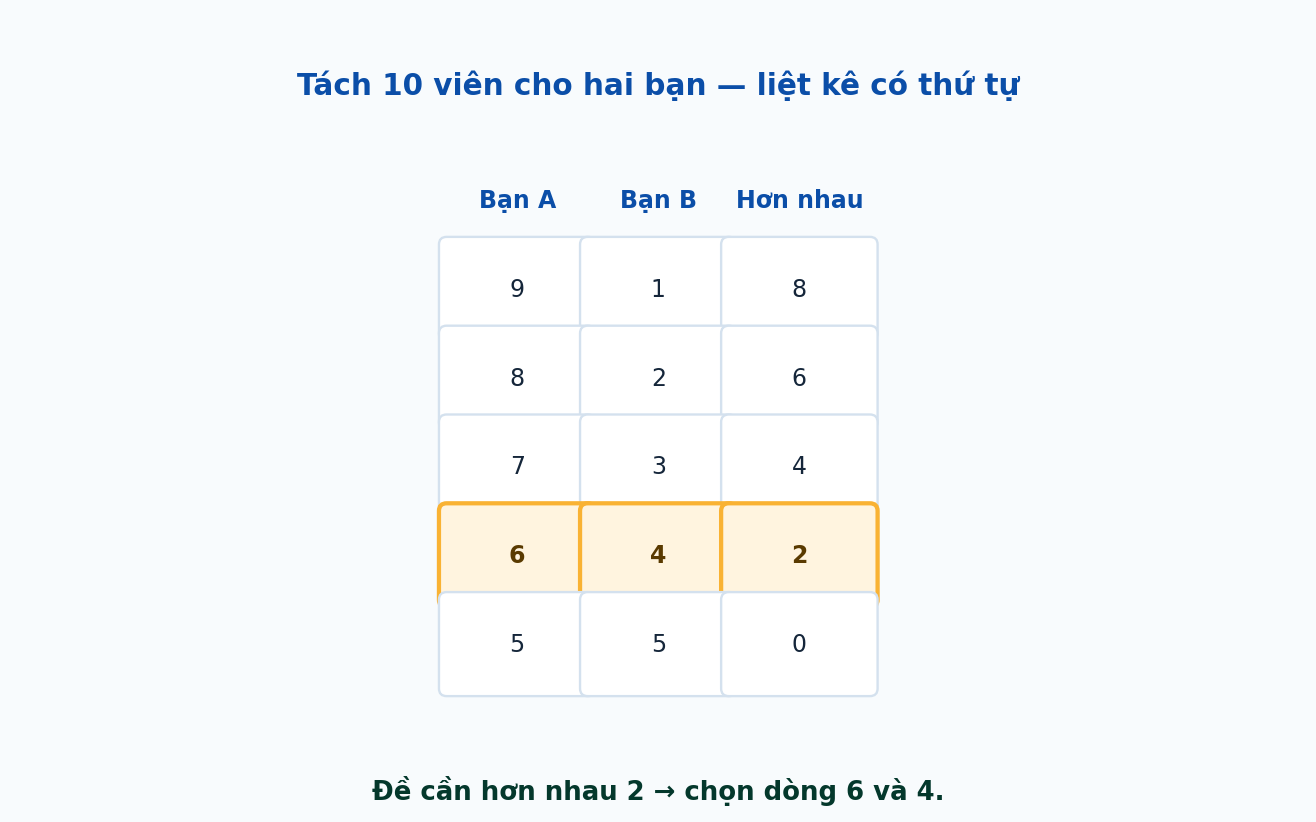 Tách 10 viên cho hai bạn — liệt kê có thứ tự
Bạn A Bạn B Hơn nhau
9 1 8
8 2 6
7 3 4
6 4 2
5 5 0
Đề cần hơn nhau 2 → chọn dòng 6 và 4.